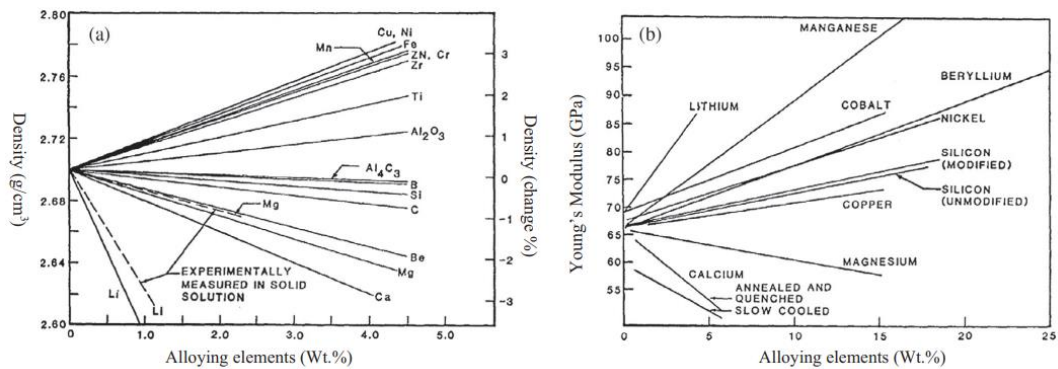 (a)
2.80
2.76
2.72
2.70
2.68
2.64
2.60
Density (g/cm³)
Cu, Ni
Fe
Mn
ZN, Cr
Zr
Ti
Al₂O₃
Al₄C₃
B
Si
C
Mg
Be
Mg
Ca
EXPERIMENTALLY
MEASURED IN SOLID
SOLUTION
Li
Li
3
2
1
0
-1
-2
-3
Density (change %)
0
1.0
2.0
3.0
4.0
5.0
Alloying elements (Wt.%)
(b)
100
95
90
85
80
75
70
65
60
55
Young's Modulus (GPa)
MANGANESE
BERYLLIUM
LITHIUM
COBALT
NICKEL
SILICON
(MODIFIED)
SILICON
(UNMODIFIED)
COPPER
MAGNESIUM
CALCIUM
ANNEALED AND
QUENCHED
SLOW COOLED
0
5
10
15
20
25
Alloying elements (Wt.%)